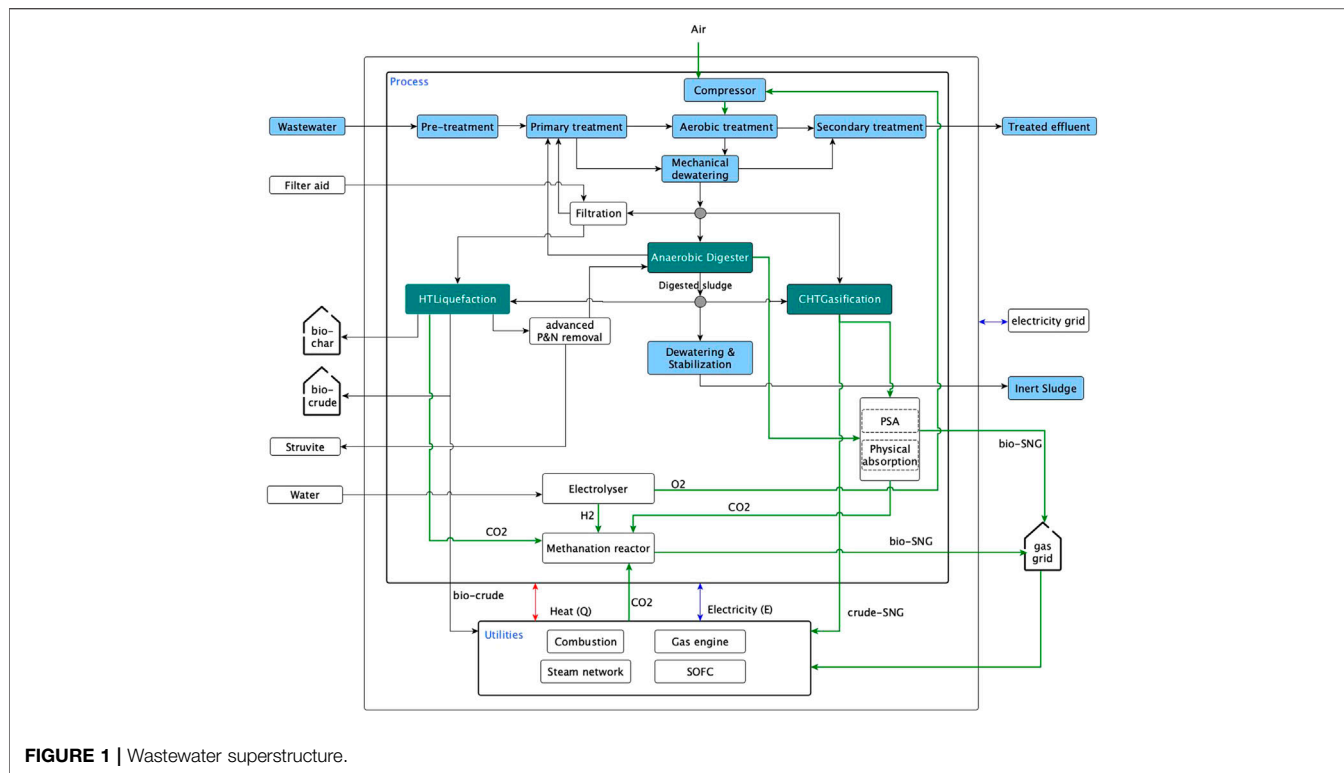 Air
Process
Compressor
Wastewater
Pre-treatment
Primary treatment
Aerobic treatment
Secondary treatment
Treated effluent
Mechanical
dewatering
Filter aid
Filtration
Anaerobic Digester
Digested sludge
HTLiquefaction
CHTGasification
bio-
char
advanced
P&N removal
electricity grid
Dewatering &
Stabilization
bio-
crude
Inert Sludge
PSA
Physical
absorption
bio-SNG
Struvite
Water
Electrolyser
O2
H2
CO2
CO2
Methanation reactor
bio-SNG
gas
grid
bio-crude
Heat (Q)
CO2
Electricity (E)
crude-SNG
Utilities
Combustion
Gas engine
Steam network
SOFC
FIGURE 1 | Wastewater superstructure.